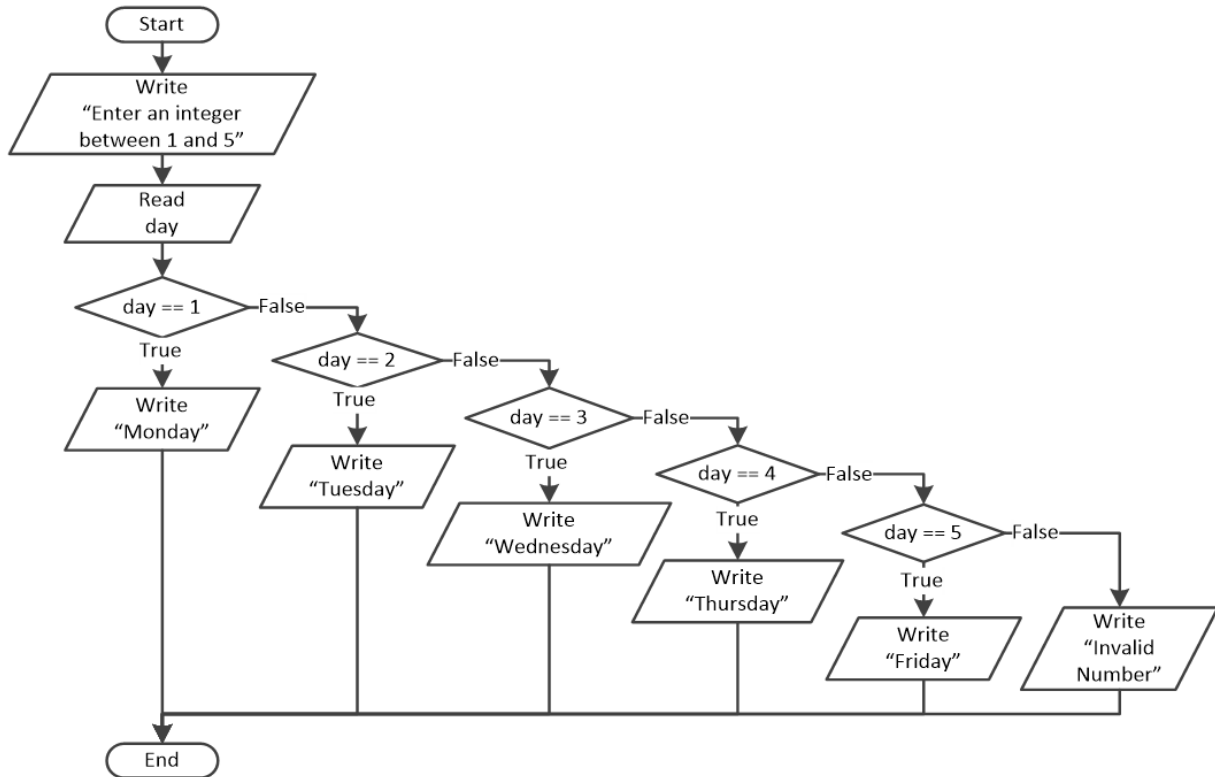 Start
Write
“Enter an integer
between 1 and 5”
Read
day
day == 1
False
True
Write
“Monday”
day == 2
False
True
Write
“Tuesday”
day == 3
False
True
Write
“Wednesday”
day == 4
False
True
Write
“Thursday”
day == 5
False
True
Write
“Friday”
Write
“Invalid
Number”
End